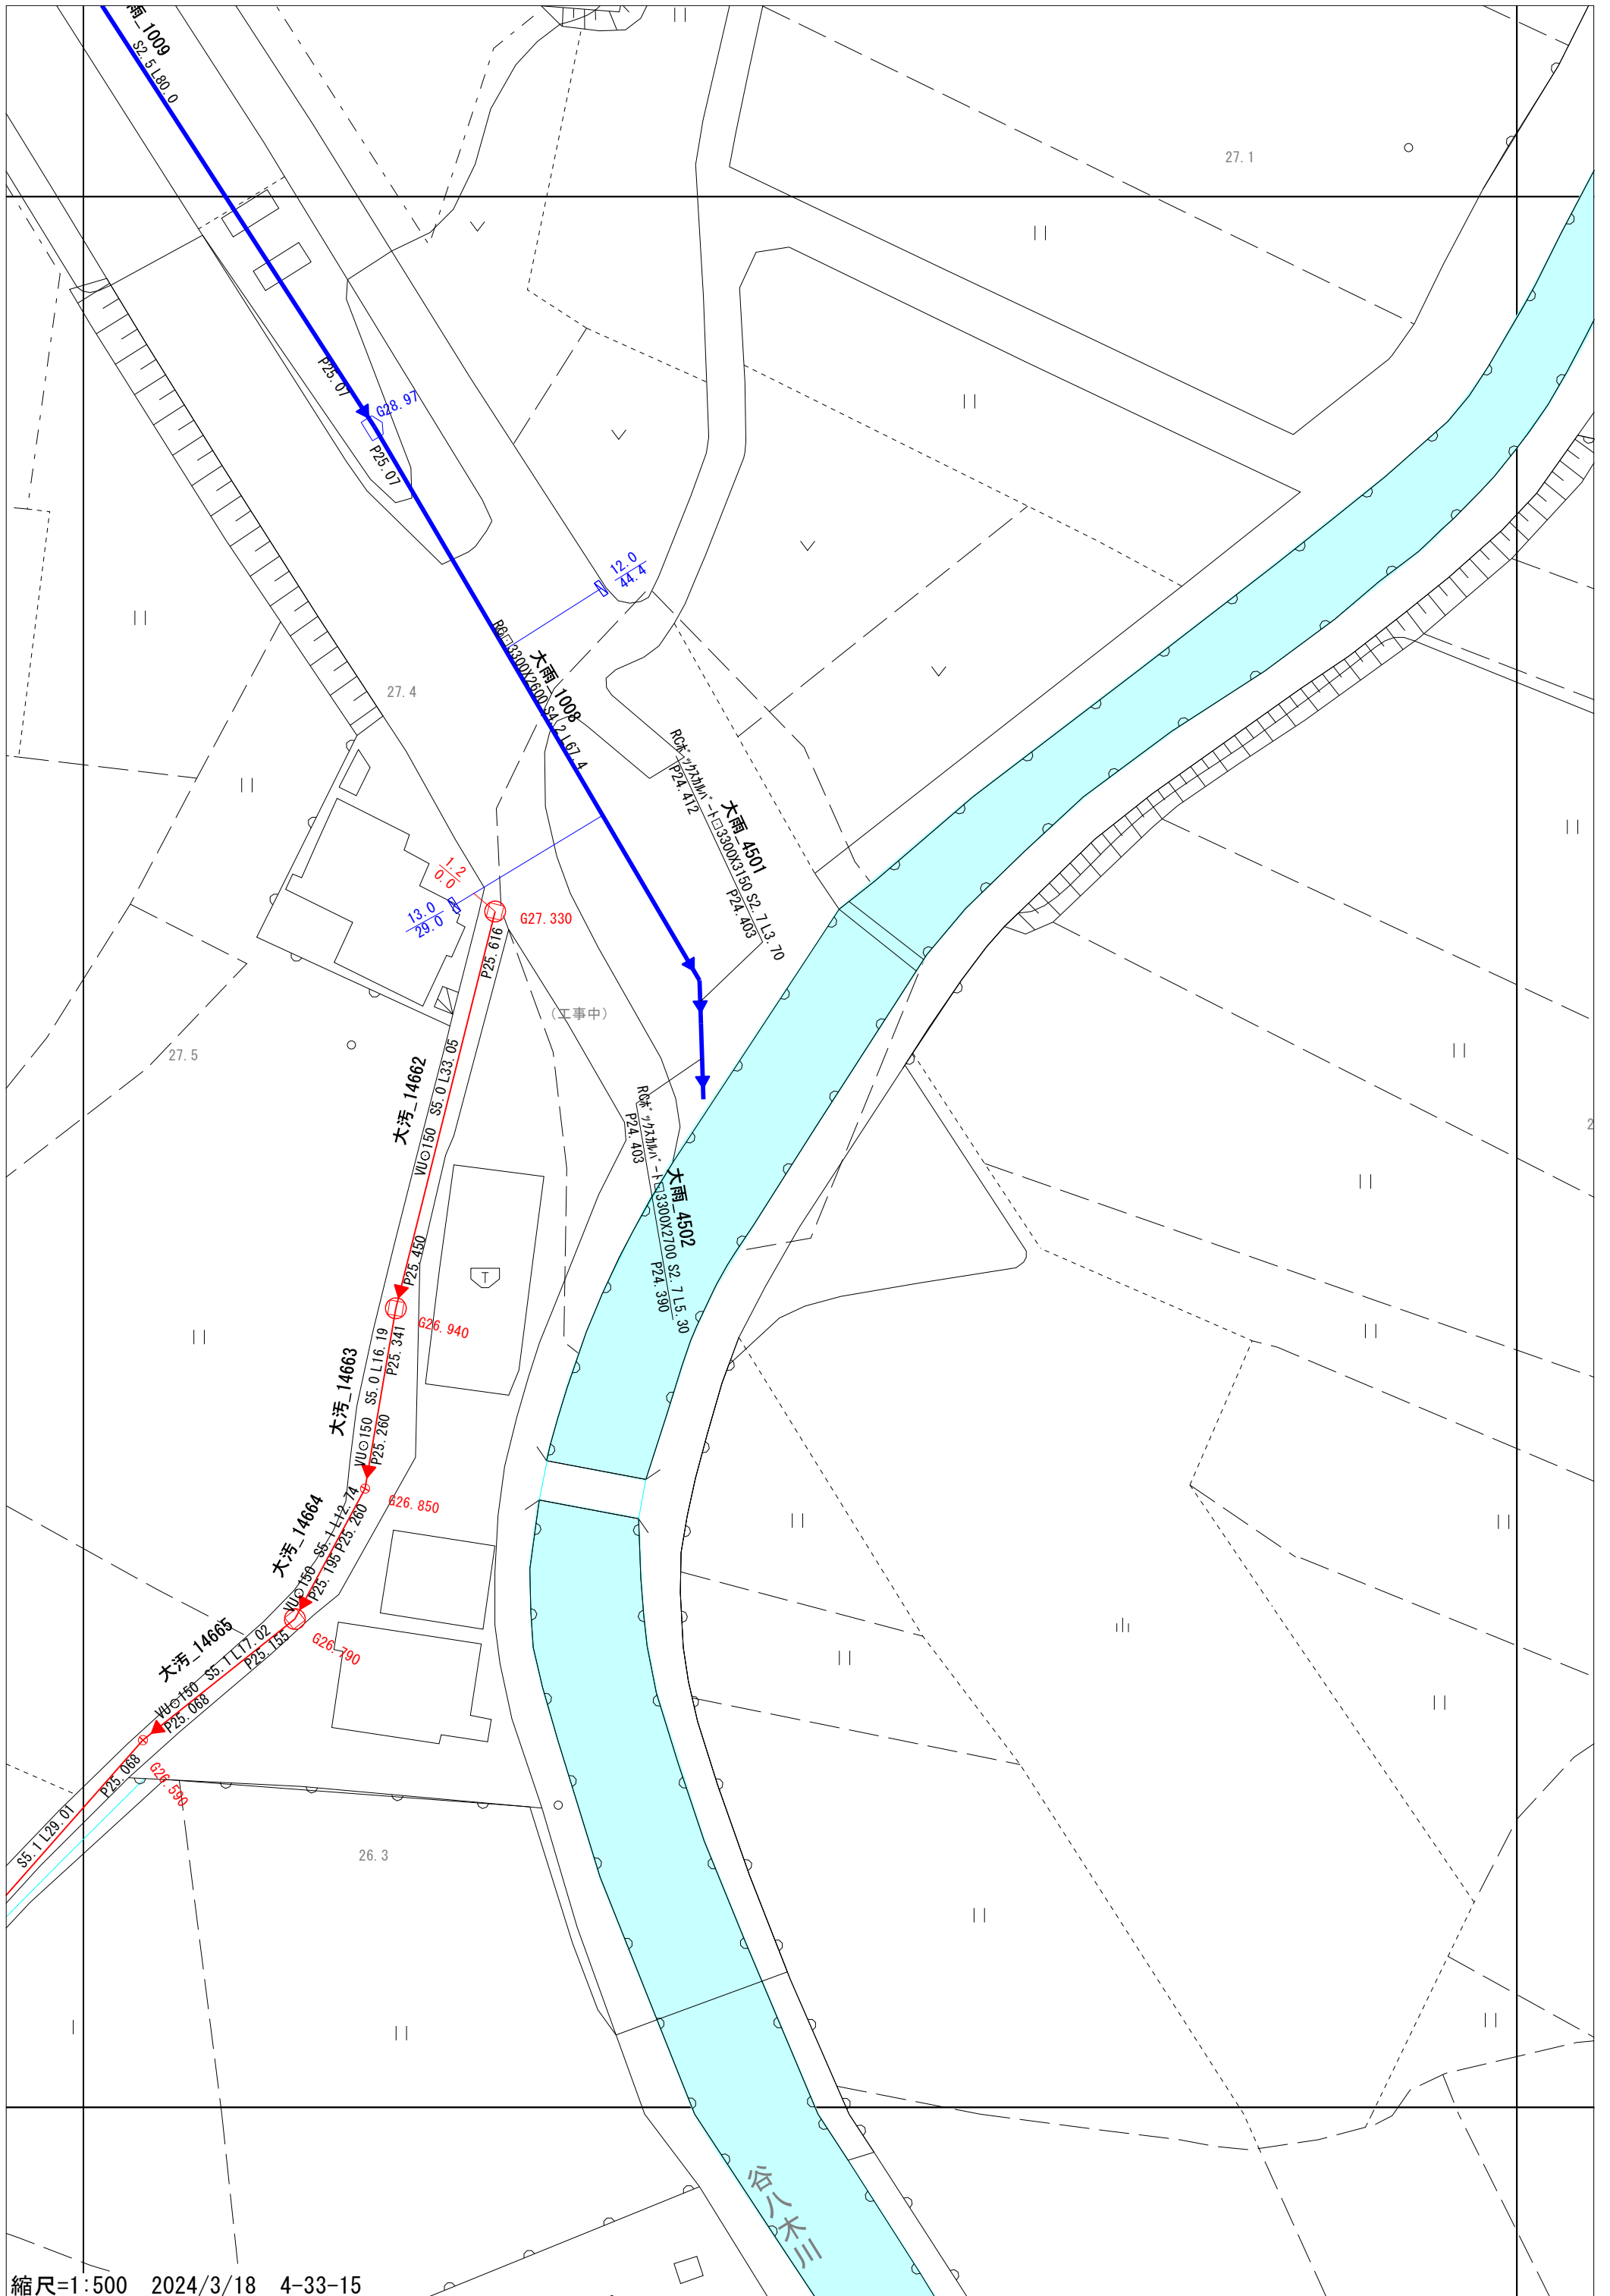 雨_1009
S2.5 L80.0
27.1
P25.07
G28.97
P25.07
12.0
44.4
R6□3300X2600 S4.2 L67.4
大雨_1008
27.4
RCボックスカルバート□3300X3150 S2.7 L3.70
P24.412
大雨_4501
P24.403
1.2
0.0
13.0
29.0
G27.330
P25.616
(工事中)
27.5
大汚_14662
VU○150 S5.0 L33.05
P25.450
RCボックスカルバート□3300X2700 S2.7 L5.30
P24.403
大雨_4502
P24.390
2
T
G26.940
P25.341
大汚_14663
VU○150 S5.0 L16.19
P25.260
G26.850
大汚_14664
VU○150 S5.1 L12.74
P25.260
P25.195
G26.790
大汚_14665
VU○150 S5.1 L17.02
P25.155
P25.068
G26.590
P25.068
S5.1 L29.01
26.3
谷八木川
縮尺=1:500 2024/3/18 4-33-15